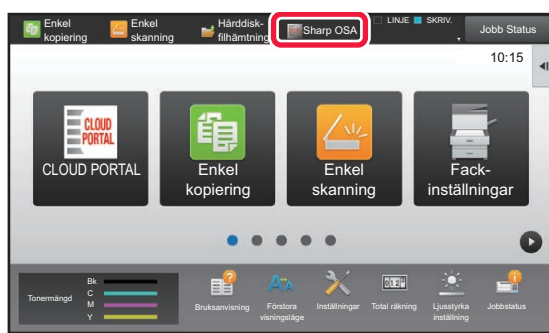 Enkel
kopiering
Enkel
skanning
Hårddisk-
filhämtning
Sharp OSA
LINJE
SKRIV.
Jobb Status
10:15
CLOUD
PORTAL
CLOUD PORTAL
Enkel
kopiering
Enkel
skanning
Fack-
inställningar
Tonermängd
Bk
C
M
Y
Bruksanvisning
Förstora
visningsläge
Inställningar
Total räkning
Ljusstyrka
inställning
Jobbstatus